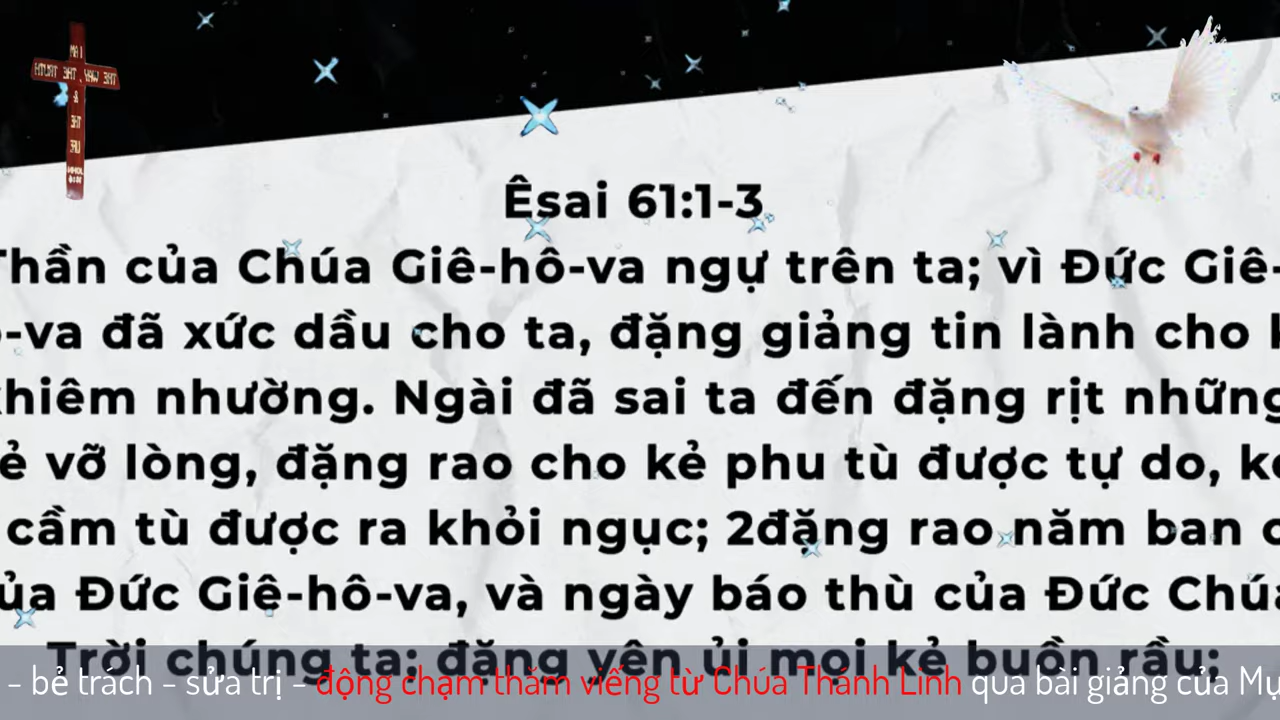 Êsai 61:1-3
Thần của Chúa Giê-hô-va ngự trên ta; vì Đức Giê-
-va đã xức dầu cho ta, đặng giảng tin lành cho
khiêm nhường. Ngài đã sai ta đến đặng rịt những
vỡ lòng, đặng rao cho kẻ phu tù được tự do,
cầm tù được ra khỏi ngục; 2đặng rao năm ban
của Đức Giê-hô-va, và ngày báo thù của Đức Chúa
Trời chúng ta; đặng yên ủi mọi kẻ buồn rầu;
- bẻ trách - sửa trị - động chạm thăm viếng từ Chúa Thánh Linh qua bài giảng của